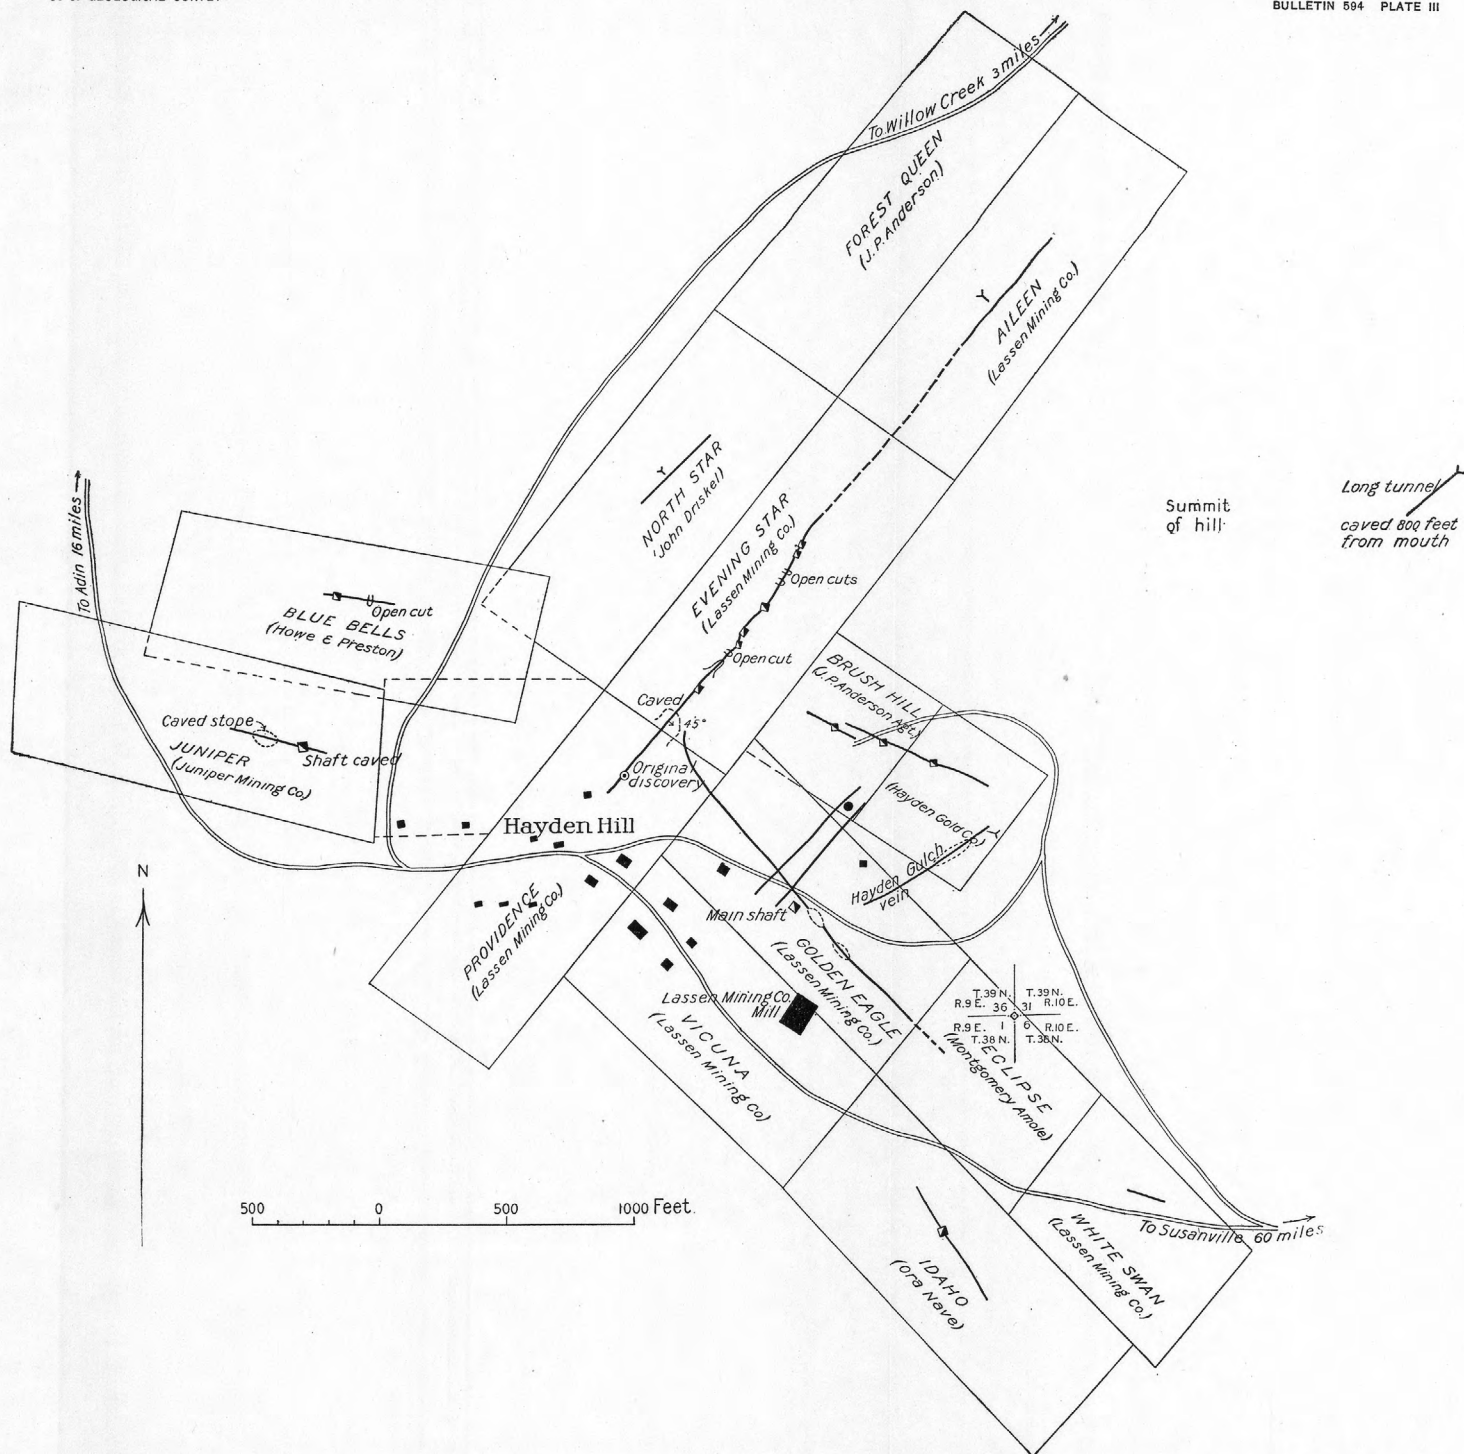 BULLETIN 594 PLATE III
To Willow Creek 3 miles
FOREST QUEEN
(J.P. Anderson)
AILEEN
(Lassen Mining Co.)
NORTH STAR
(John Driskel)
EVENING STAR
(Lassen Mining Co.)
Open cuts
Open cut
Summit
of hill
Long tunnel
caved 800 feet
from mouth
To Adin 16 miles
Open cut
BLUE BELLS
(Howe & Preston)
BRUSH HILL
(J.P. Anderson Agt.)
Caved
45°
Caved stope
Shaft caved
JUNIPER
(Juniper Mining Co.)
Original
discovery
(Hayden Gold Co.)
Hayden Hill
Hayden Gulch
vein
N
Main shaft
PROVIDENCE
(Lassen Mining Co.)
GOLDEN EAGLE
(Lassen Mining Co.)
Lassen Mining Co.
Mill
VICUNA
(Lassen Mining Co.)
T.39 N. T.39 N.
R.9 E. 36 31 R.10 E.
R.9 E. 1 6 R.10 E.
T.38 N. T.38 N.
ECLIPSE
(Montgomery Amole)
500 0 500 1000 Feet.
To Susanville 60 miles
WHITE SWAN
(Lassen Mining Co.)
IDAHO
(Ora Nave)